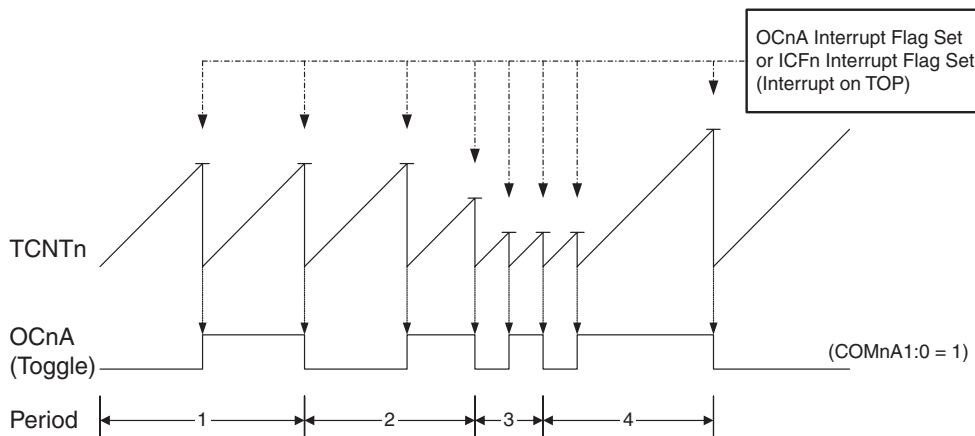 OCnA Interrupt Flag Set
or ICFn Interrupt Flag Set
(Interrupt on TOP)
TCNTn
OCnA
(Toggle)
(COMnA1:0 = 1)
Period
1
2
3
4